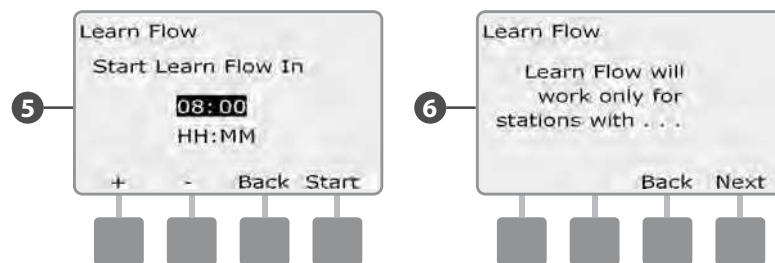 5
Learn Flow
Start Learn Flow In
08:00
HH:MM
+ - Back Start
6
Learn Flow
Learn Flow will
work only for
stations with . . .
Back Next